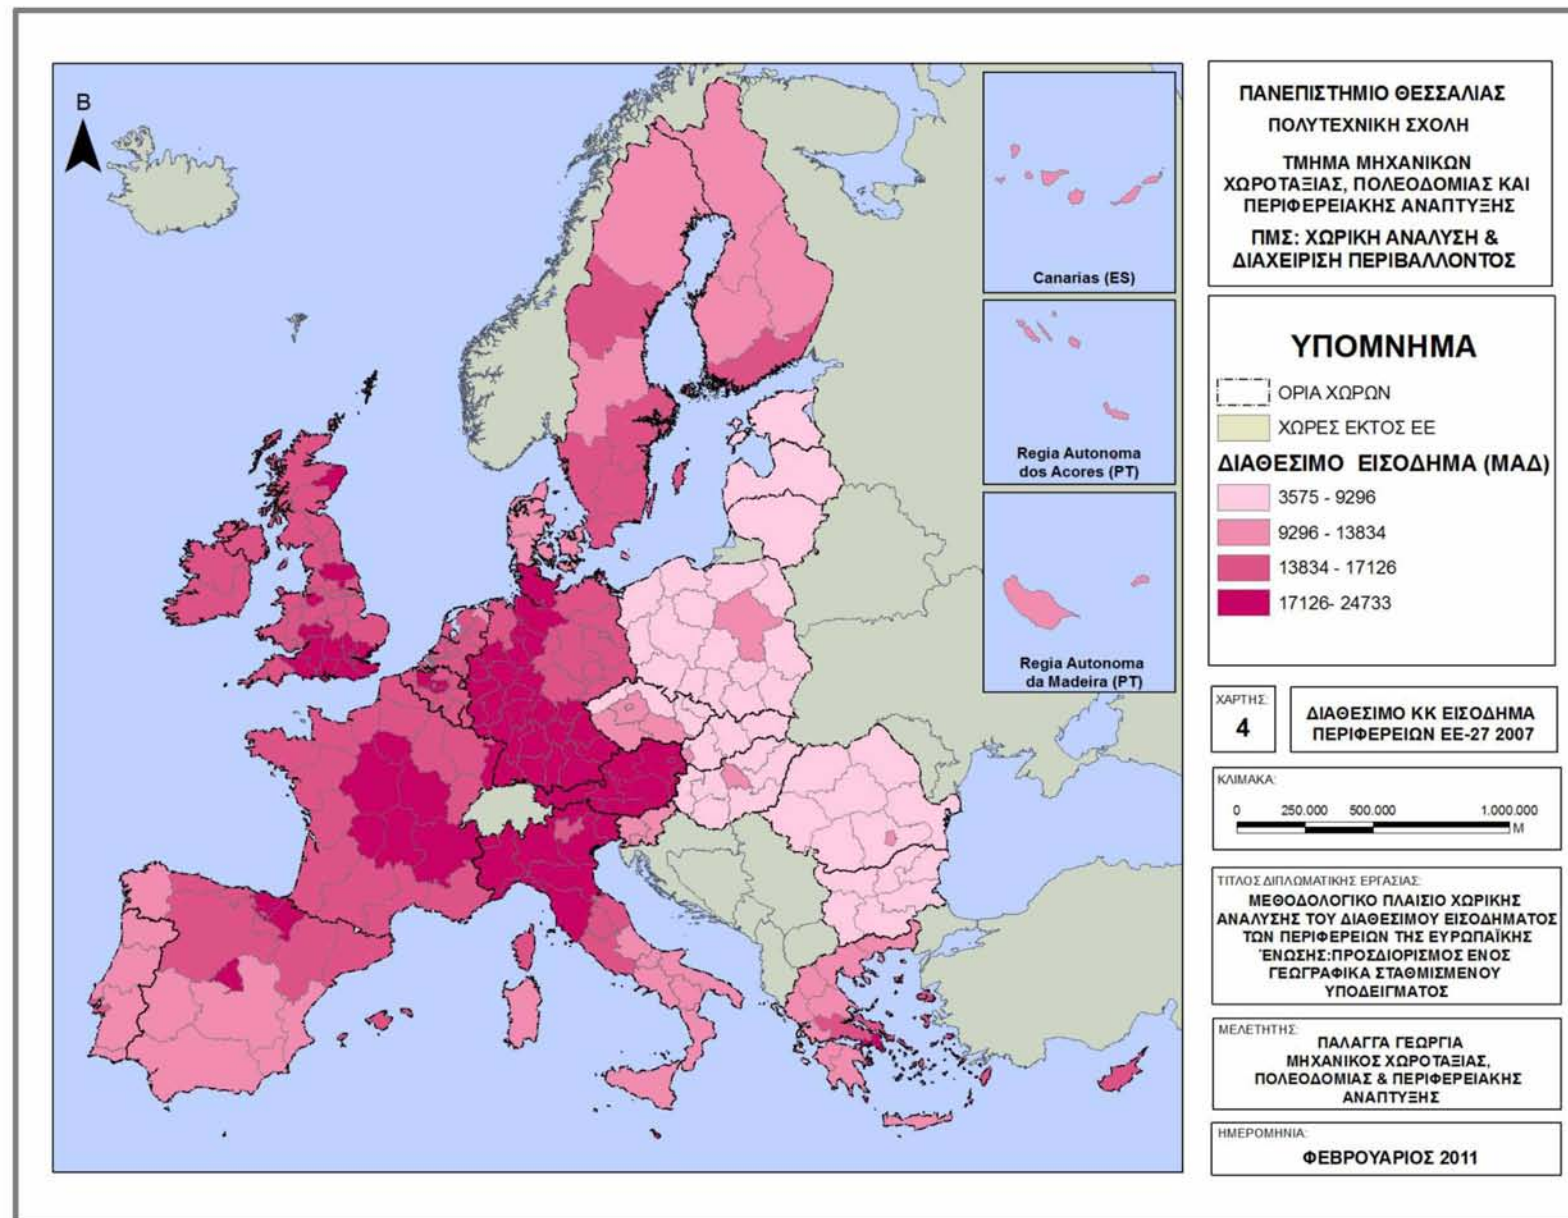 B
Canarias (ES)
Regia Autonoma
dos Acores (PT)
Regia Autonoma
da Madeira (PT)
ΠΑΝΕΠΙΣΤΗΜΙΟ ΘΕΣΣΑΛΙΑΣ
ΠΟΛΥΤΕΧΝΙΚΗ ΣΧΟΛΗ
ΤΜΗΜΑ ΜΗΧΑΝΙΚΩΝ
ΧΩΡΟΤΑΞΙΑΣ, ΠΟΛΕΟΔΟΜΙΑΣ ΚΑΙ
ΠΕΡΙΦΕΡΕΙΑΚΗΣ ΑΝΑΠΤΥΞΗΣ
ΠΜΣ: ΧΩΡΙΚΗ ΑΝΑΛΥΣΗ &
ΔΙΑΧΕΙΡΙΣΗ ΠΕΡΙΒΑΛΛΟΝΤΟΣ
ΥΠΟΜΝΗΜΑ
ΟΡΙΑ ΧΩΡΩΝ
ΧΩΡΕΣ ΕΚΤΟΣ ΕΕ
ΔΙΑΘΕΣΙΜΟ ΕΙΣΟΔΗΜΑ (ΜΑΔ)
3575 - 9296
9296 - 13834
13834 - 17126
17126- 24733
ΧΑΡΤΗΣ:
4
ΔΙΑΘΕΣΙΜΟ ΚΚ ΕΙΣΟΔΗΜΑ
ΠΕΡΙΦΕΡΕΙΩΝ ΕΕ-27 2007
ΚΛΙΜΑΚΑ:
0 250.000 500.000 1.000.000
M
ΤΙΤΛΟΣ ΔΙΠΛΩΜΑΤΙΚΗΣ ΕΡΓΑΣΙΑΣ:
ΜΕΘΟΔΟΛΟΓΙΚΟ ΠΛΑΙΣΙΟ ΧΩΡΙΚΗΣ
ΑΝΑΛΥΣΗΣ ΤΟΥ ΔΙΑΘΕΣΙΜΟΥ ΕΙΣΟΔΗΜΑΤΟΣ
ΤΩΝ ΠΕΡΙΦΕΡΕΙΩΝ ΤΗΣ ΕΥΡΩΠΑΪΚΗΣ
ΈΝΩΣΗΣ:ΠΡΟΣΔΙΟΡΙΣΜΟΣ ΕΝΟΣ
ΓΕΩΓΡΑΦΙΚΑ ΣΤΑΘΜΙΣΜΕΝΟΥ
ΥΠΟΔΕΙΓΜΑΤΟΣ
ΜΕΛΕΤΗΤΗΣ:
ΠΑΛΑΓΓΑ ΓΕΩΡΓΙΑ
ΜΗΧΑΝΙΚΟΣ ΧΩΡΟΤΑΞΙΑΣ,
ΠΟΛΕΟΔΟΜΙΑΣ & ΠΕΡΙΦΕΡΕΙΑΚΗΣ
ΑΝΑΠΤΥΞΗΣ
ΗΜΕΡΟΜΗΝΙΑ:
ΦΕΒΡΟΥΑΡΙΟΣ 2011